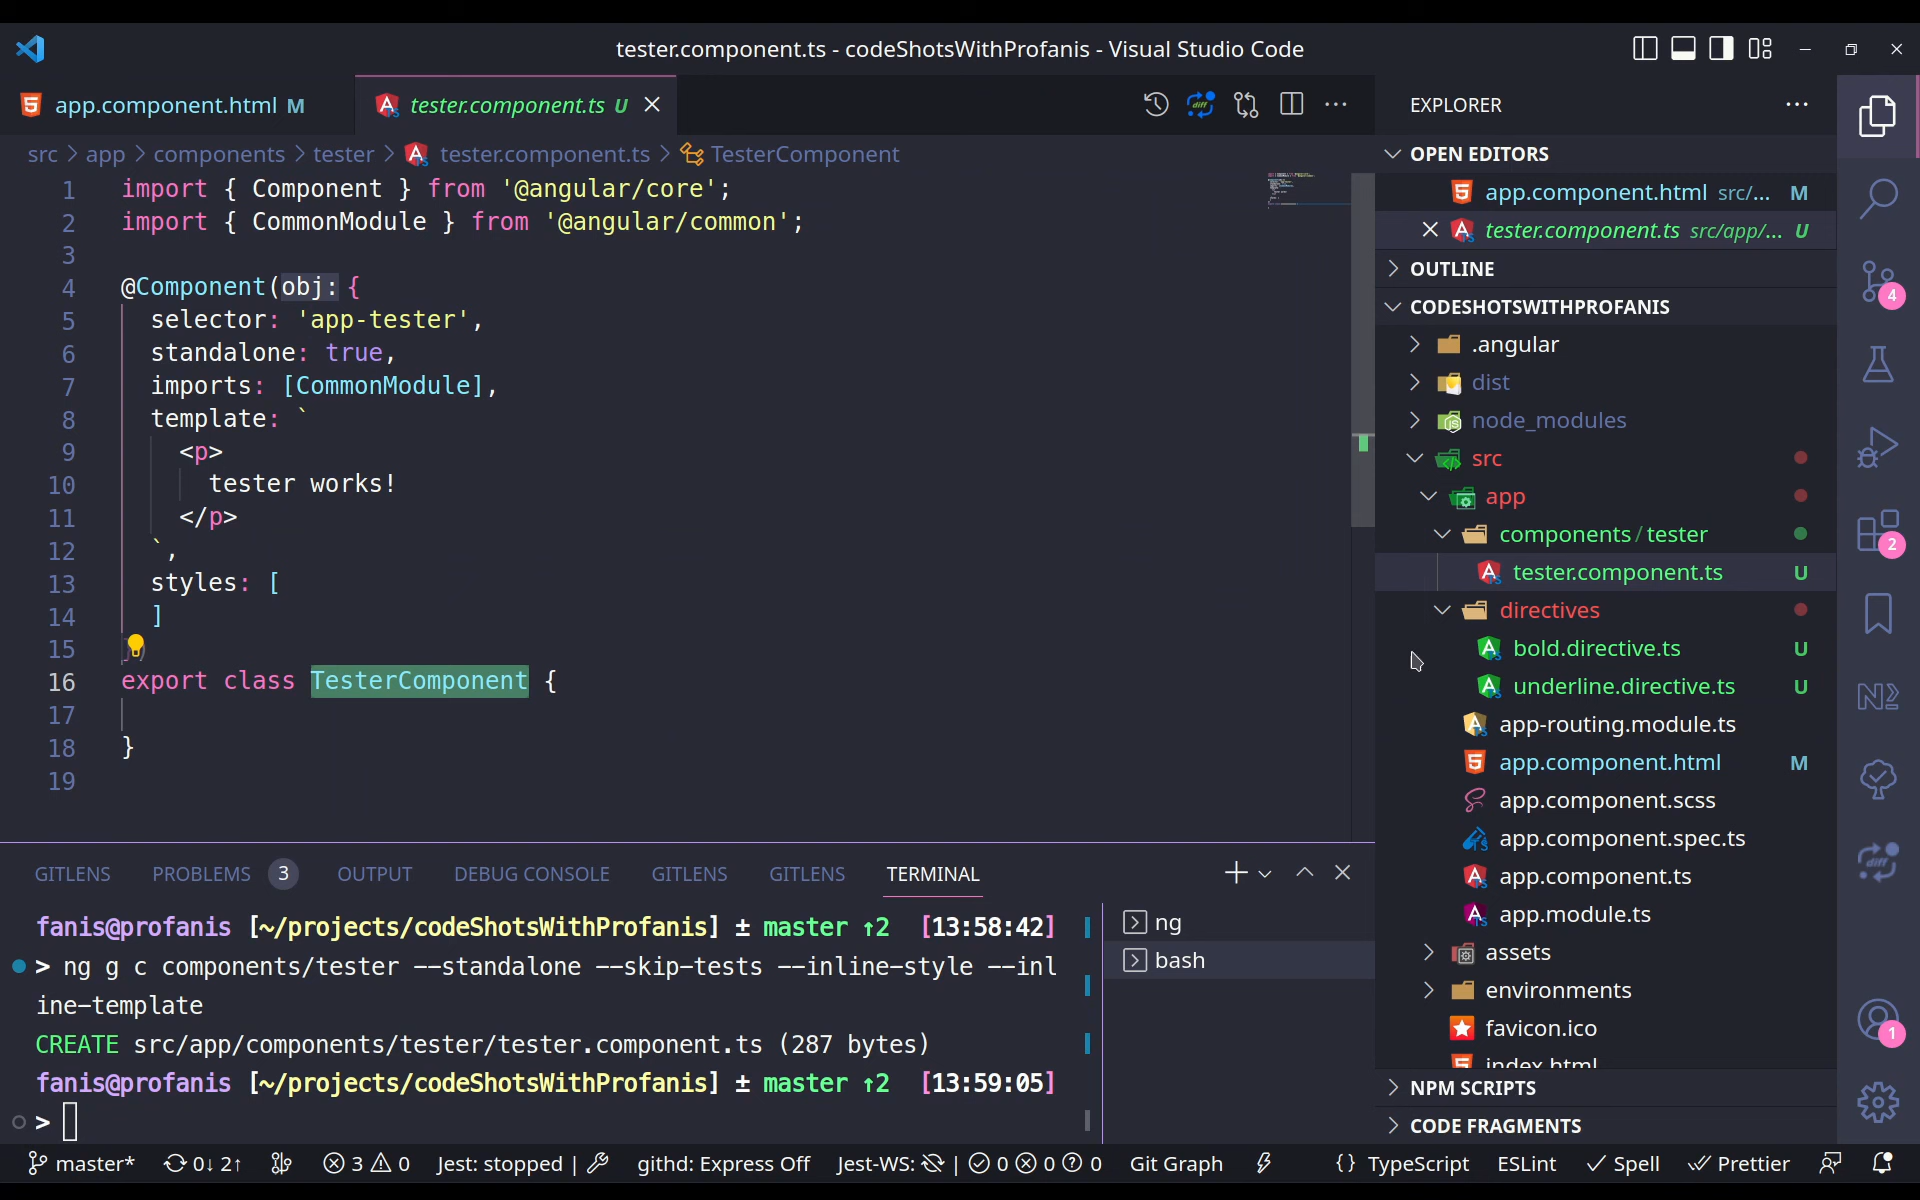 tester.component.ts - codeShotsWithProfanis - Visual Studio Code
app.component.html M
tester.component.ts U
src > app > components > tester > tester.component.ts > TesterComponent
1 import { Component } from '@angular/core';
2 import { CommonModule } from '@angular/common';
3
4 @Component(obj: {
5 selector: 'app-tester',
6 standalone: true,
7 imports: [CommonModule],
8 template: `
9 <p>
10 tester works!
11 </p>
12 `,
13 styles: [
14 ]
15
16 export class TesterComponent {
17
18 }
19
GITLENS PROBLEMS 3 OUTPUT DEBUG CONSOLE GITLENS GITLENS TERMINAL
fanis@profanis [~/projects/codeShotsWithProfanis] ± master ↑2 [13:58:42]
> ng g c components/tester --standalone --skip-tests --inline-style --inl
ine-template
CREATE src/app/components/tester/tester.component.ts (287 bytes)
fanis@profanis [~/projects/codeShotsWithProfanis] ± master ↑2 [13:59:05]
>
ng
bash
EXPLORER
OPEN EDITORS
app.component.html src/... M
tester.component.ts src/app/... U
OUTLINE
CODESHOTSWITHPROFANIS
.angular
dist
node_modules
src
app
components / tester
tester.component.ts U
directives
bold.directive.ts U
underline.directive.ts U
app-routing.module.ts
app.component.html M
app.component.scss
app.component.spec.ts
app.component.ts
app.module.ts
assets
environments
favicon.ico
index.html
NPM SCRIPTS
CODE FRAGMENTS
4
2
diff
1
master* 0↓ 2↑ 3 0 Jest: stopped | githd: Express Off Jest-WS: | 0 0 0 Git Graph {} TypeScript ESLint Spell Prettier